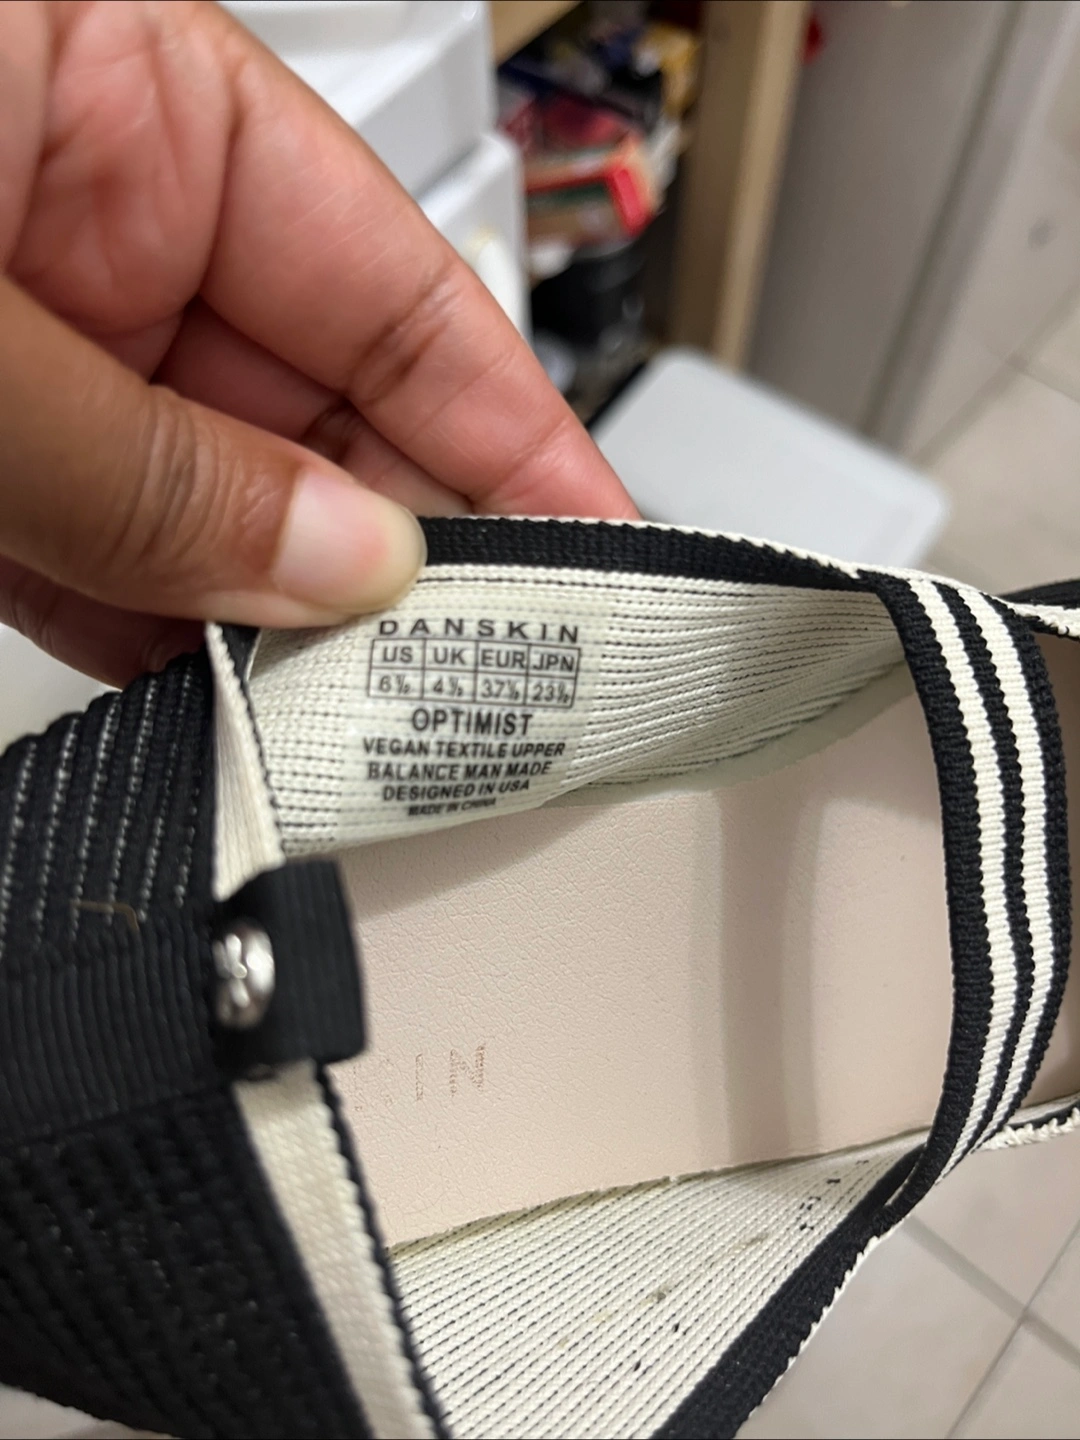 DANSKIN
US UK EUR JPN
6½ 4½ 37½ 23½
OPTIMIST
VEGAN TEXTILE UPPER
BALANCE MAN MADE
DESIGNED IN USA
MADE IN CHINA
KIN